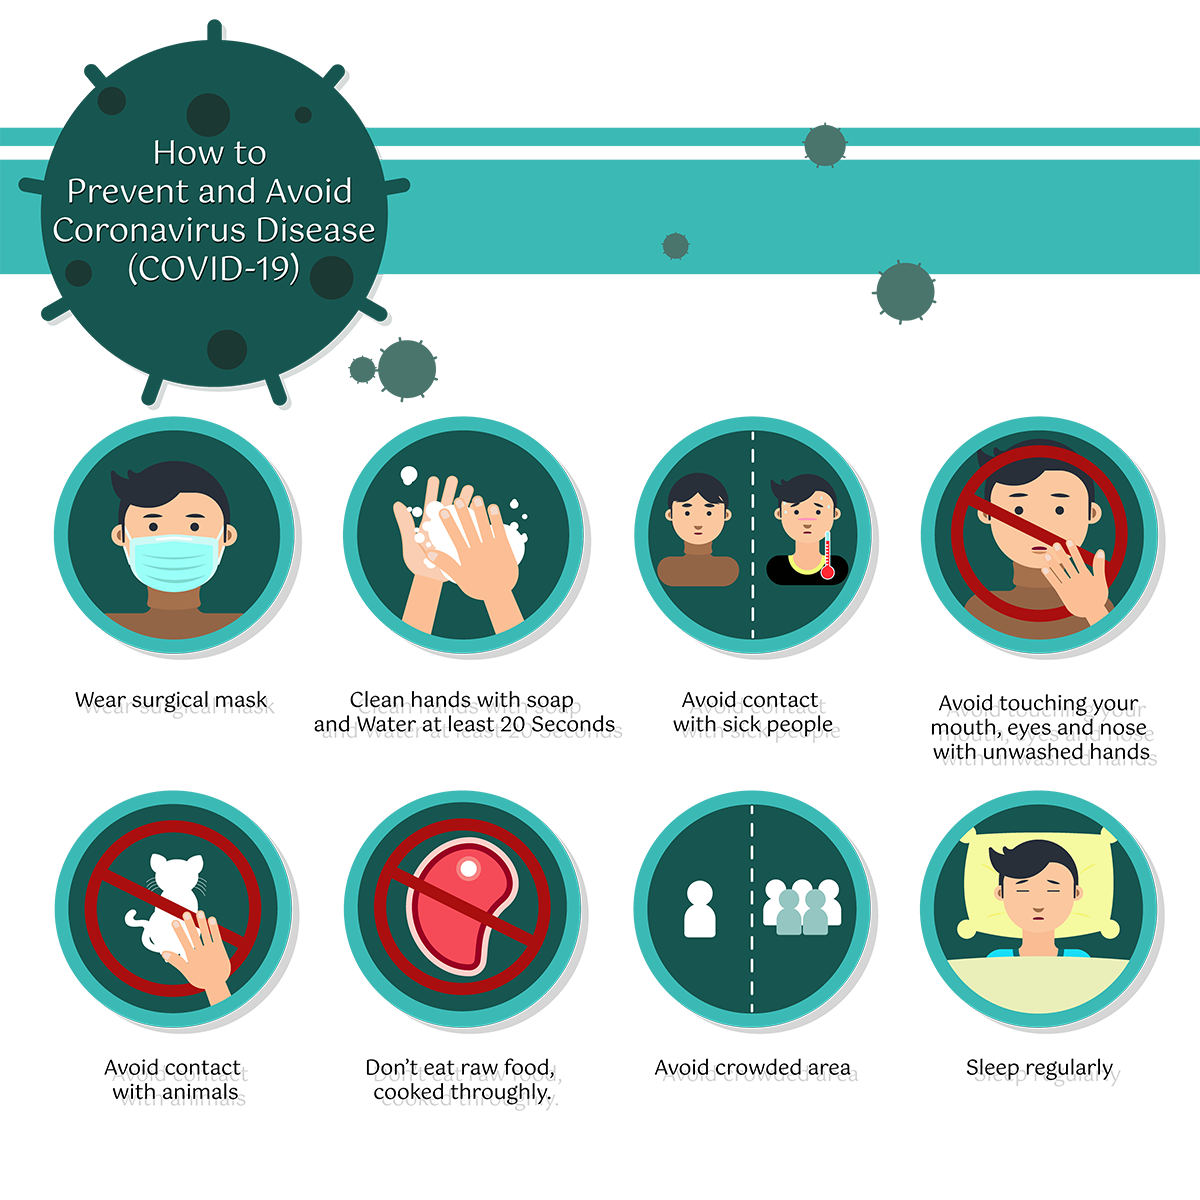 How to
Prevent and Avoid
Coronavirus Disease
(COVID-19)
Wear surgical mask
Clean hands with soap
and Water at least 20 Seconds
Avoid contact
with sick people
Avoid touching your
mouth, eyes and nose
with unwashed hands
Avoid contact
with animals
Don't eat raw food,
cooked throughly.
Avoid crowded area
Sleep regularly